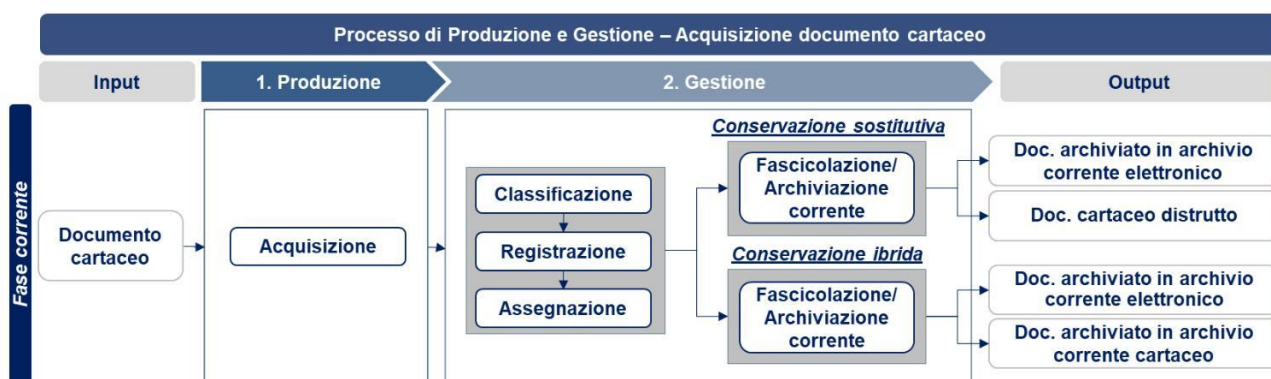 Processo di Produzione e Gestione – Acquisizione documento cartaceo
Input
1. Produzione
2. Gestione
Output
Fase corrente
Documento
cartaceo
Acquisizione
Classificazione
Registrazione
Assegnazione
Conservazione sostitutiva
Fascicolazione/
Archiviazione
corrente
Conservazione ibrida
Fascicolazione/
Archiviazione
corrente
Doc. archiviato in archivio
corrente elettronico
Doc. cartaceo distrutto
Doc. archiviato in archivio
corrente elettronico
Doc. archiviato in archivio
corrente cartaceo